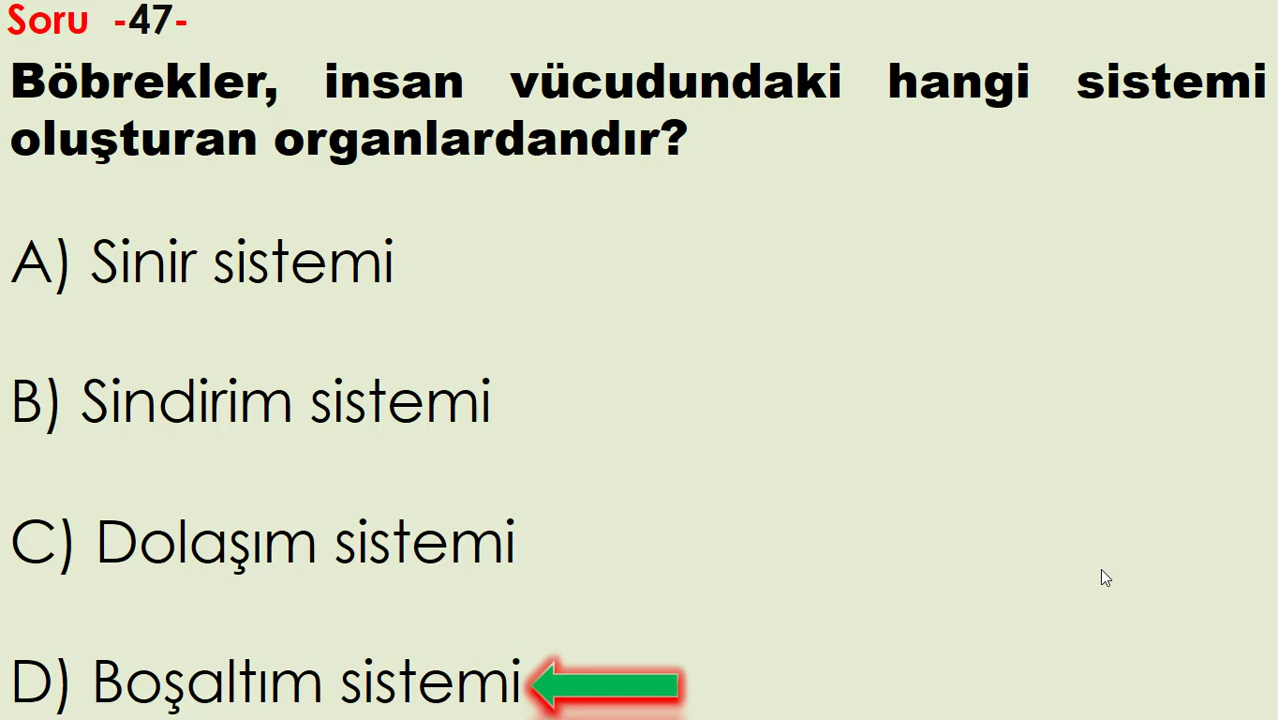 Soru -47-
Böbrekler, insan vücudundaki hangi sistemi
oluşturan organlardandır?
A) Sinir sistemi
B) Sindirim sistemi
C) Dolaşım sistemi
D) Boşaltım sistemi